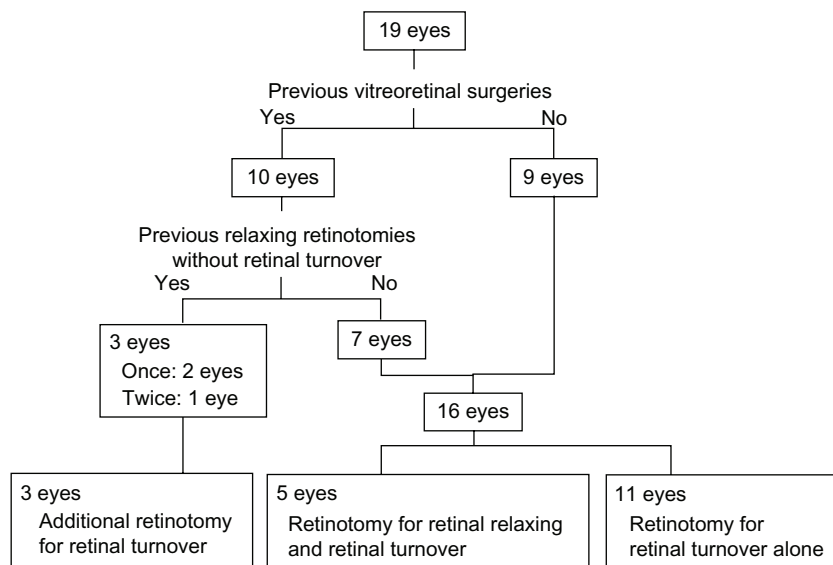 19 eyes
Previous vitreoretinal surgeries
Yes
No
10 eyes
9 eyes
Previous relaxing retinotomies
without retinal turnover
Yes
No
3 eyes
Once: 2 eyes
Twice: 1 eye
7 eyes
16 eyes
3 eyes
Additional retinotomy
for retinal turnover
5 eyes
Retinotomy for retinal relaxing
and retinal turnover
11 eyes
Retinotomy for
retinal turnover alone